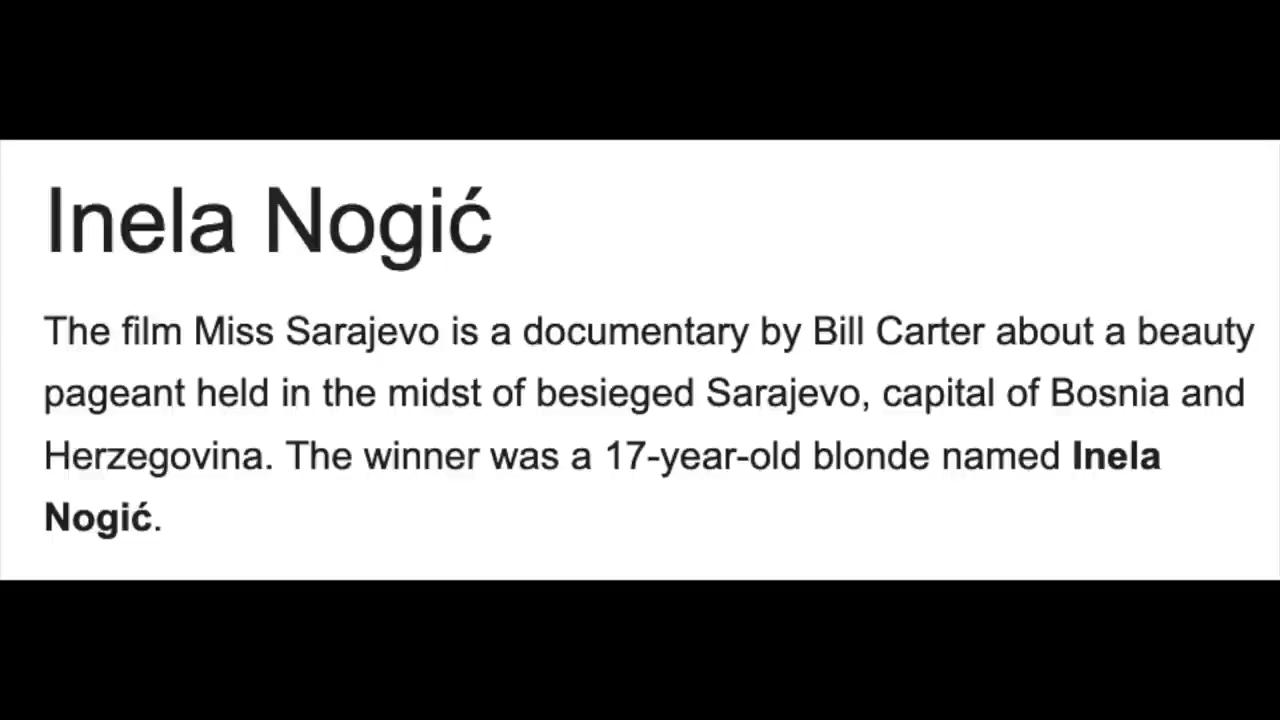 Inela Nogić
The film Miss Sarajevo is a documentary by Bill Carter about a beauty
pageant held in the midst of besieged Sarajevo, capital of Bosnia and
Herzegovina. The winner was a 17-year-old blonde named Inela
Nogić.